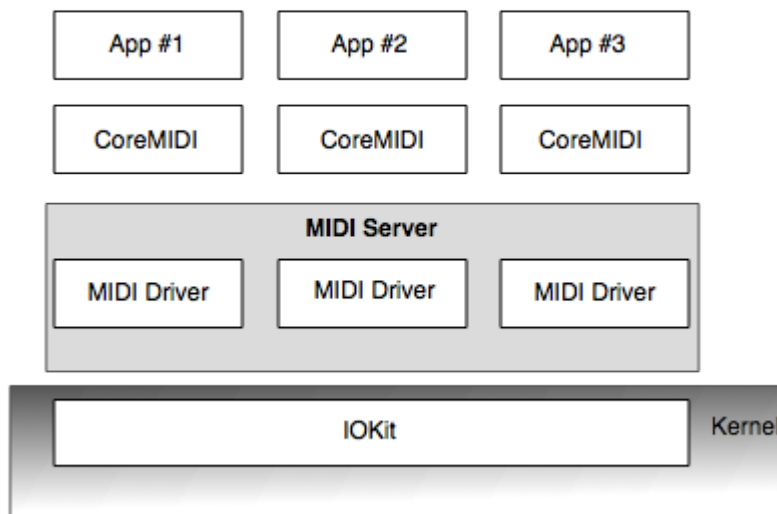 App #1
App #2
App #3
CoreMIDI
CoreMIDI
CoreMIDI
MIDI Server
MIDI Driver
MIDI Driver
MIDI Driver
IOKit
Kernel